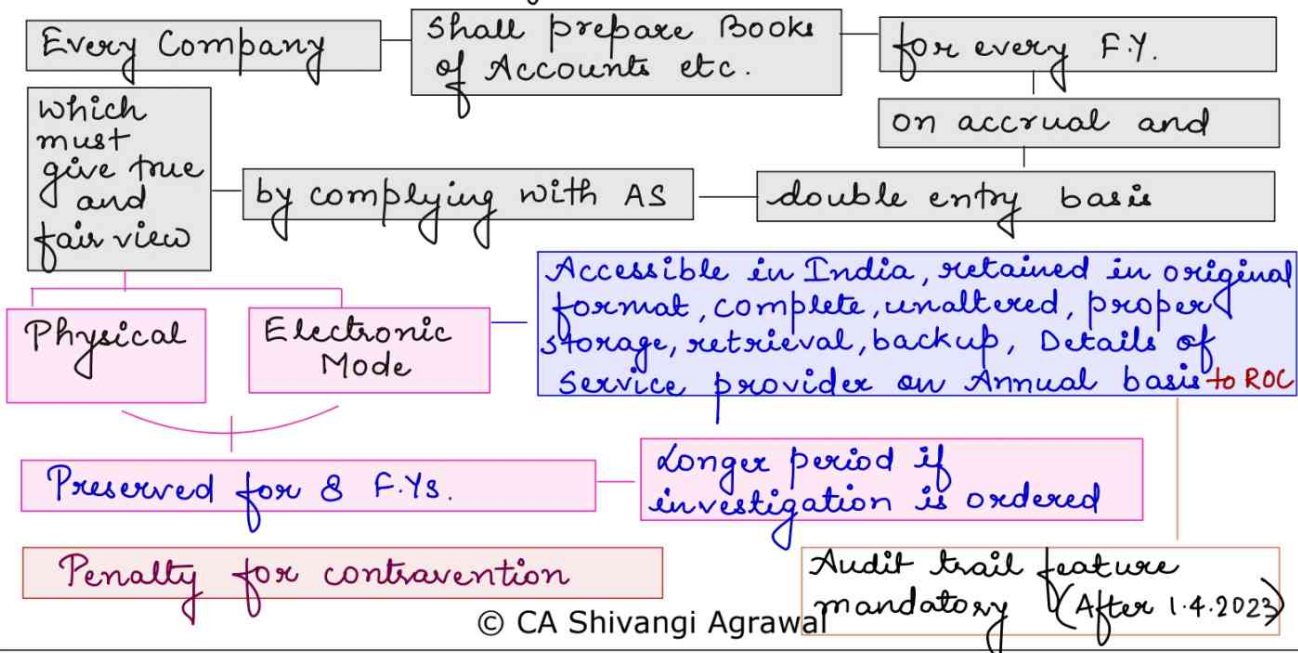 Every Company
shall prepare Books
of Accounts etc.
for every F.Y.
on accrual and
double entry basis
by complying with AS
which
must
give true
and
fair view
Physical
Electronic
Mode
Accessible in India, retained in original
format, complete, unaltered, proper
storage, retrieval, backup, Details of
Service provider on Annual basis to ROC
Preserved for 8 F.Ys.
Longer period if
investigation is ordered
Penalty for contravention
Audit trail feature
mandatory (After 1.4.2023)
© CA Shivangi Agrawal